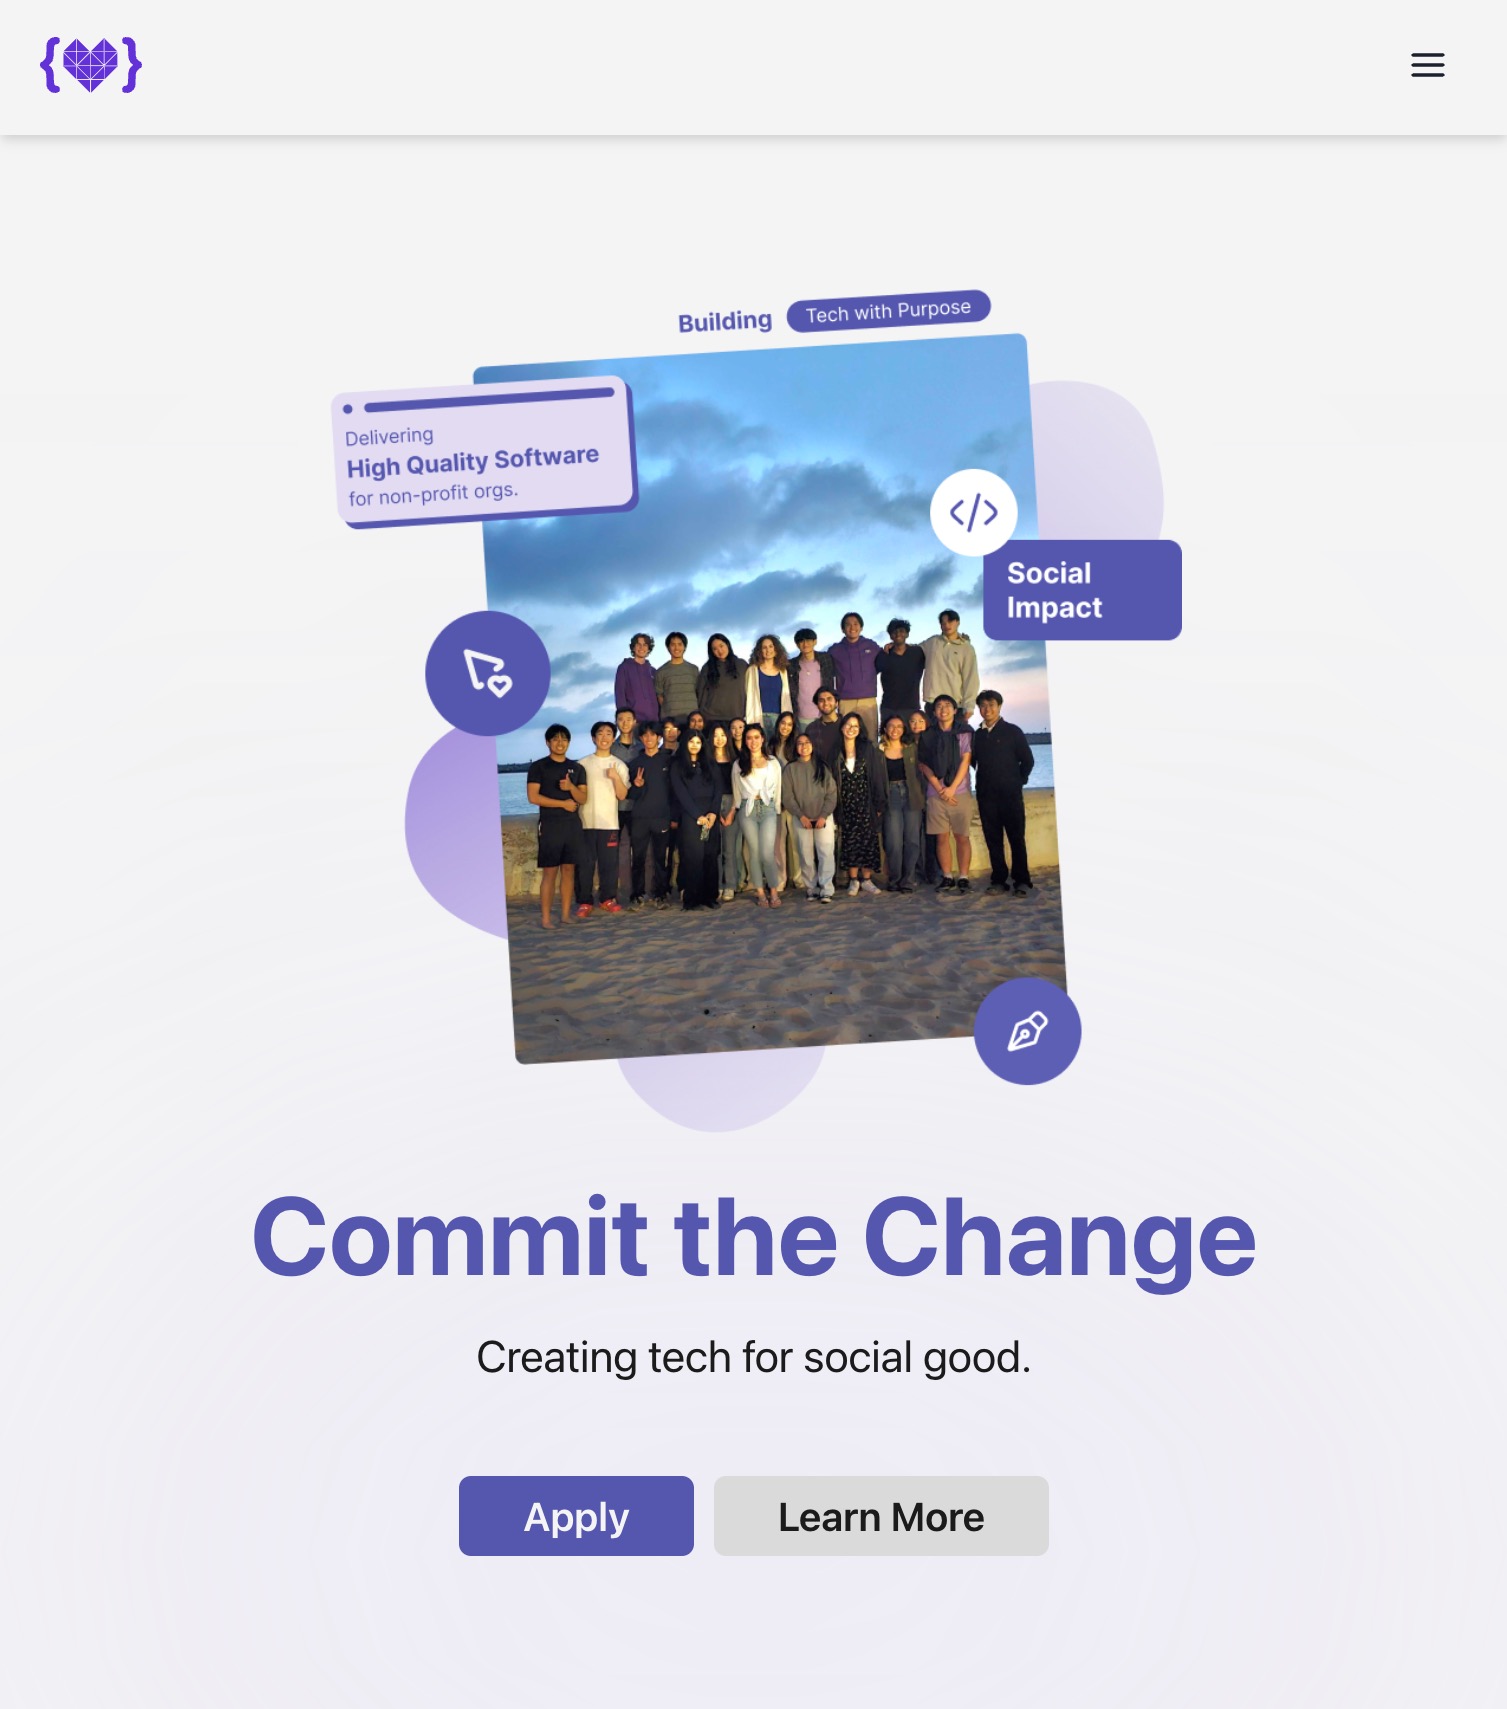 Building Tech with Purpose
Delivering
High Quality Software
for non-profit orgs.
Social
Impact
Commit the Change
Creating tech for social good.
Apply
Learn More